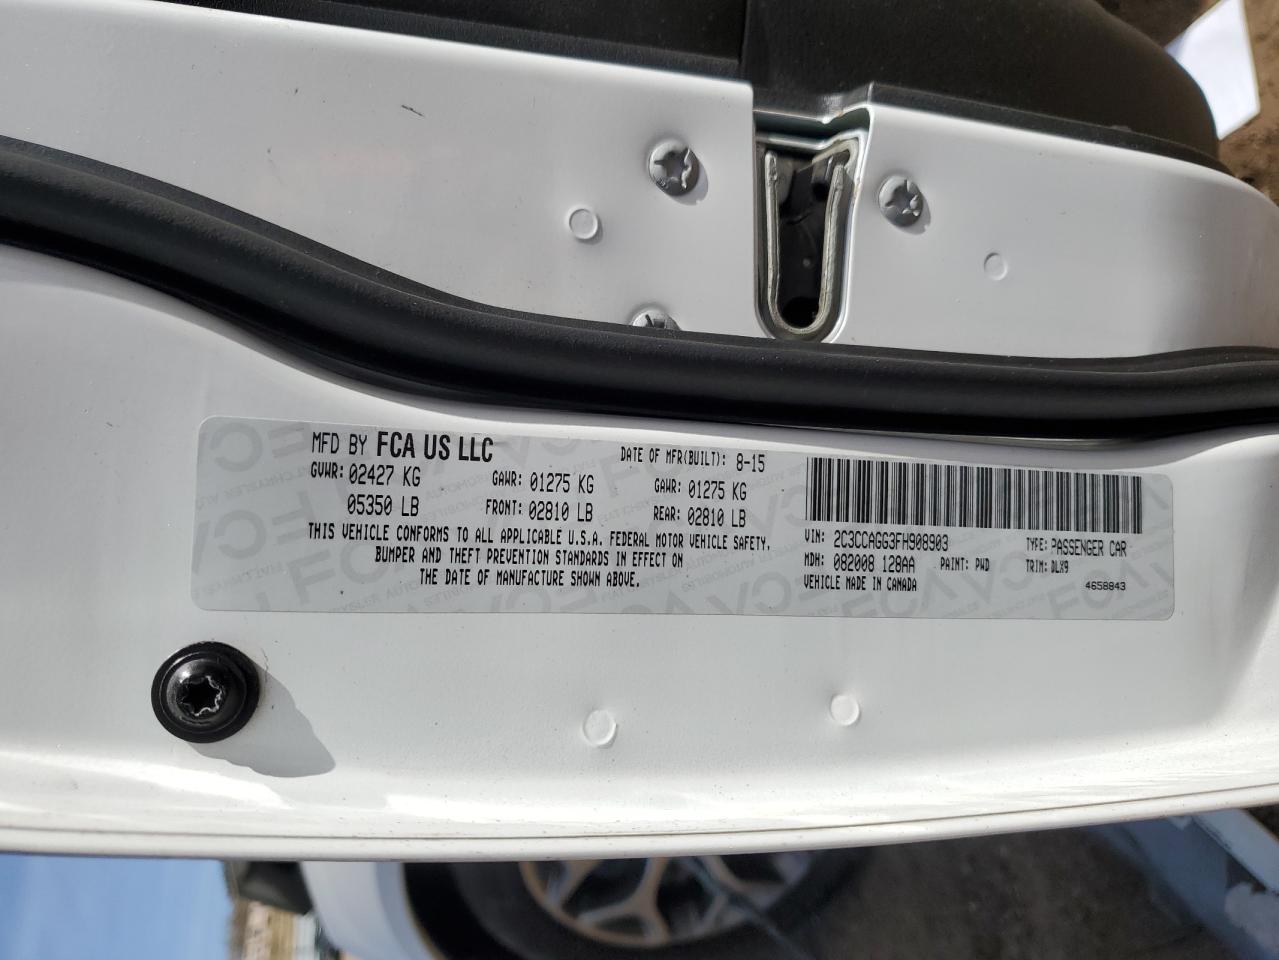 MFD BY FCA US LLC DATE OF MFR(BUILT): 8-15
GVWR: 02427 KG GAWR: 01275 KG GAWR: 01275 KG
05350 LB FRONT: 02810 LB REAR: 02810 LB
THIS VEHICLE CONFORMS TO ALL APPLICABLE U.S.A. FEDERAL MOTOR VEHICLE SAFETY,
BUMPER AND THEFT PREVENTION STANDARDS IN EFFECT ON
THE DATE OF MANUFACTURE SHOWN ABOVE.
VIN: 2C3CCAGG3FH908903 TYPE: PASSENGER CAR
MDH: 082008 128AA PAINT: PWD TRIM: DLX9
VEHICLE MADE IN CANADA 4658843